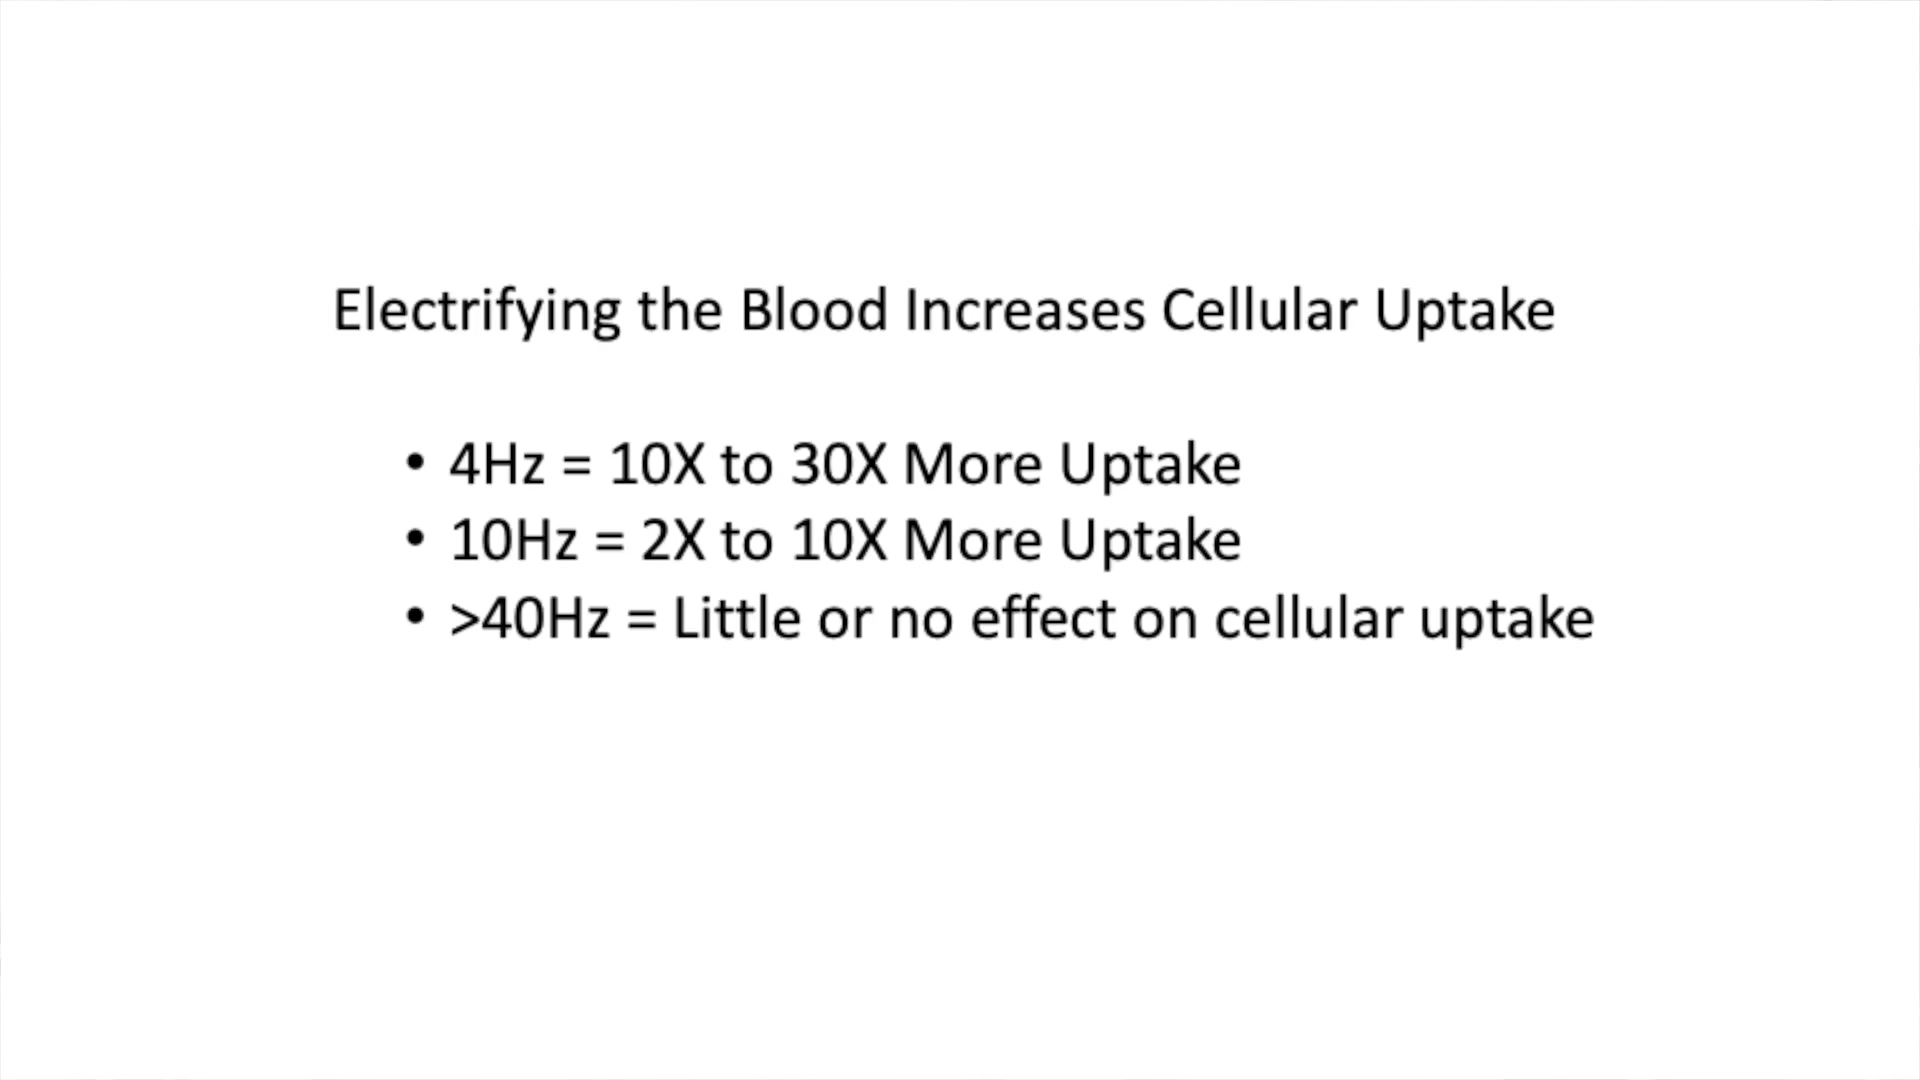 Electrifying the Blood Increases Cellular Uptake
• 4Hz = 10X to 30X More Uptake
• 10Hz = 2X to 10X More Uptake
• >40Hz = Little or no effect on cellular uptake